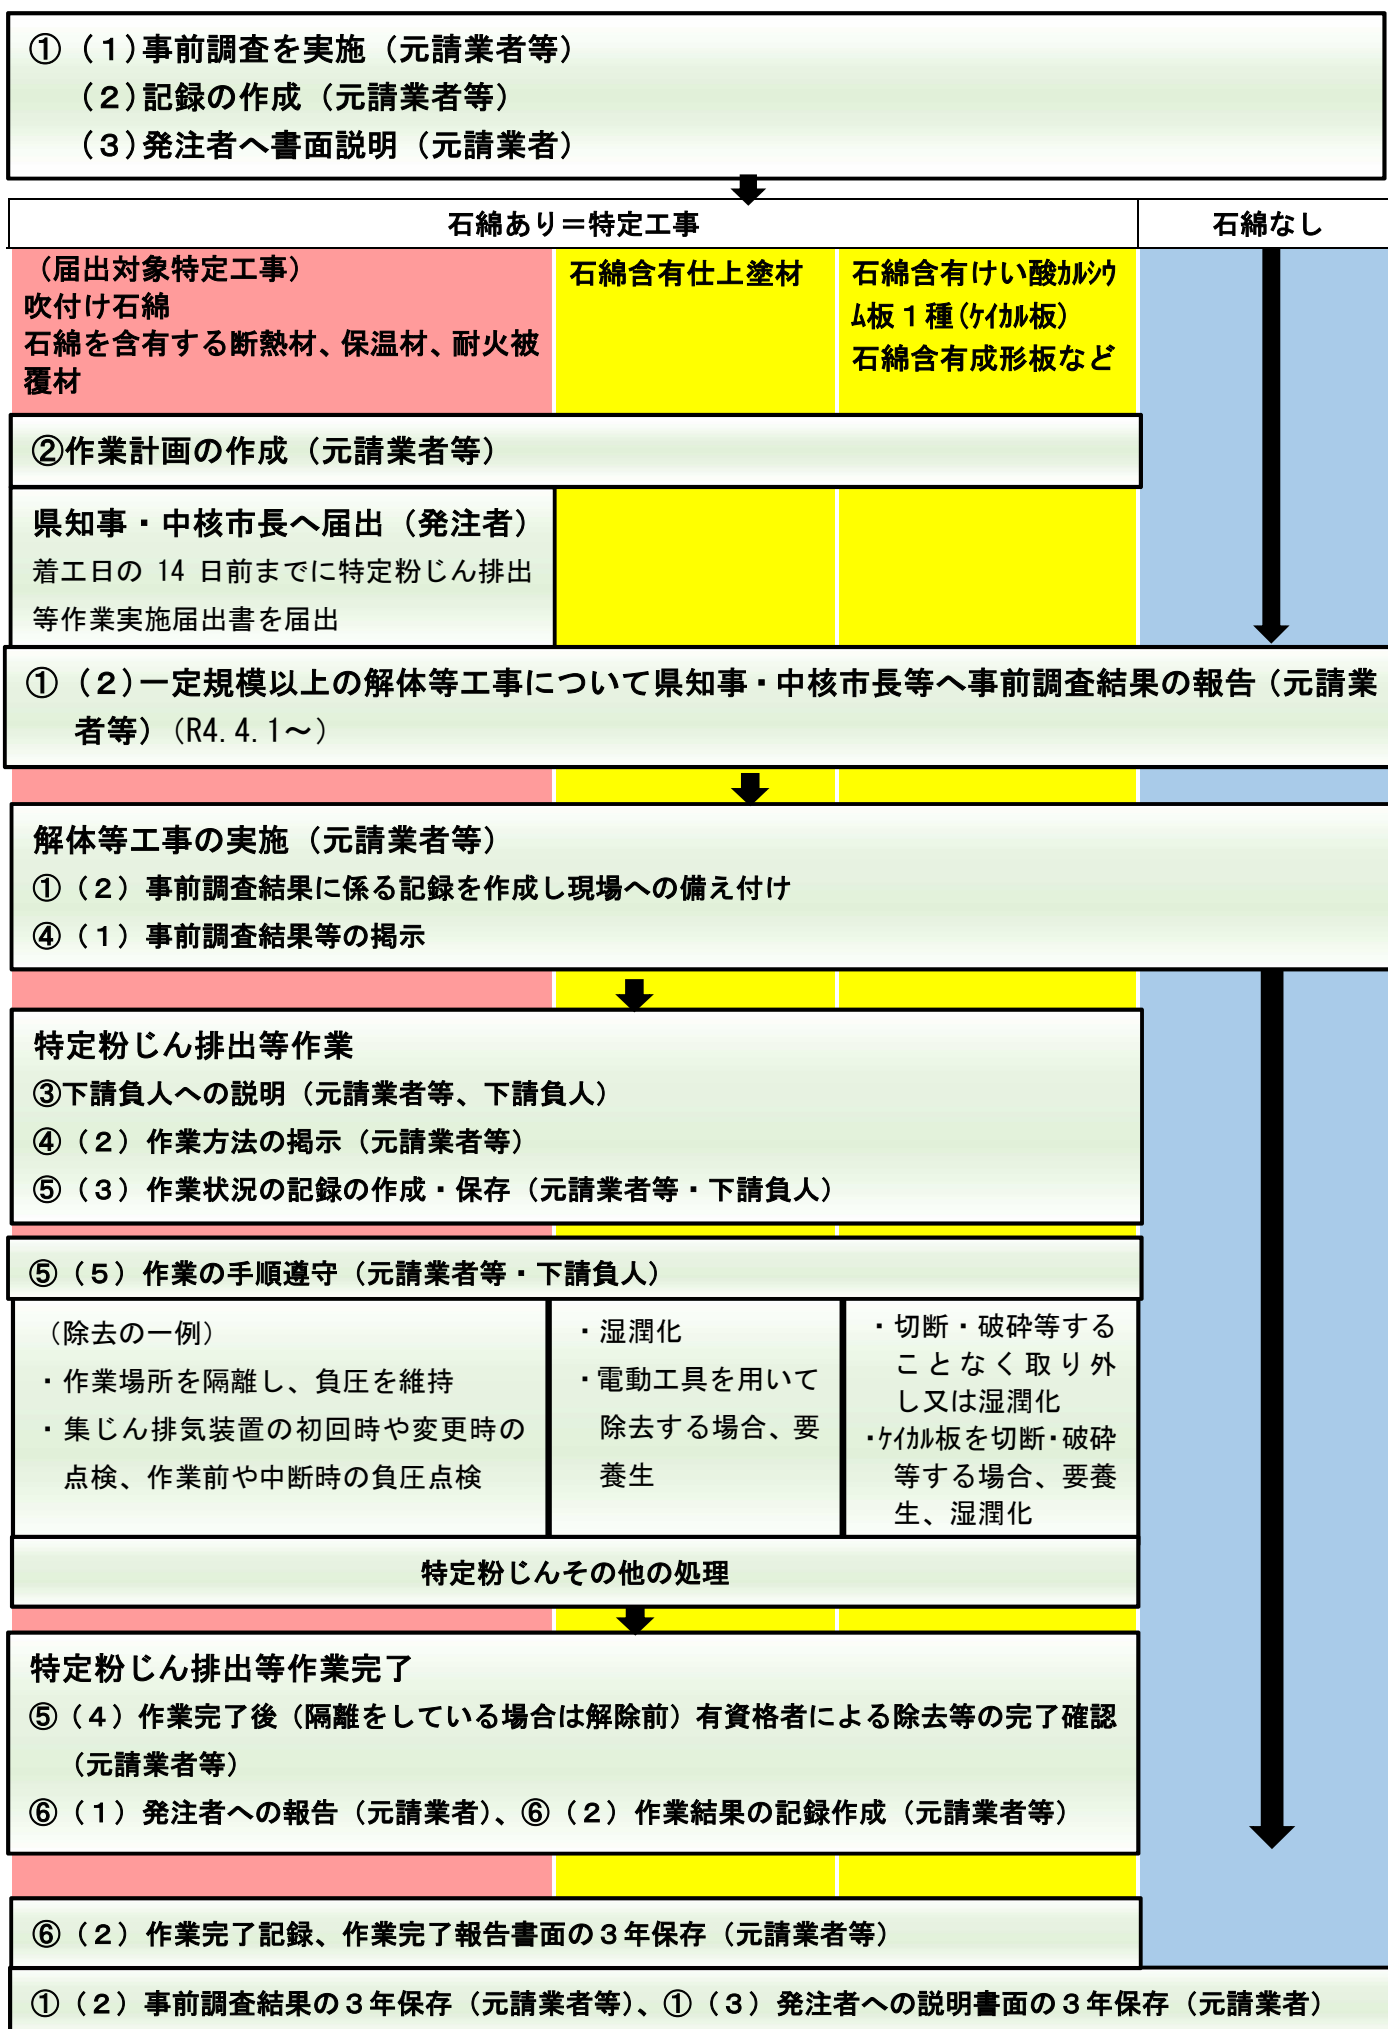 ①（１）事前調査を実施（元請業者等）
（２）記録の作成（元請業者等）
（３）発注者へ書面説明（元請業者）
石綿あり＝特定工事
石綿なし
（届出対象特定工事）
吹付け石綿
石綿を含有する断熱材、保温材、耐火被
覆材
石綿含有仕上塗材
石綿含有けい酸ｶﾙｼｳ
ﾑ板１種(ｹｲｶﾙ板)
石綿含有成形板など
②作業計画の作成（元請業者等）
県知事・中核市長へ届出（発注者）
着工日の 14 日前までに特定粉じん排出
等作業実施届出書を届出
①（２）一定規模以上の解体等工事について県知事・中核市長等へ事前調査結果の報告（元請業
者等）（R4.4.1～）
解体等工事の実施（元請業者等）
①（２）事前調査結果に係る記録を作成し現場への備え付け
④（１）事前調査結果等の掲示
特定粉じん排出等作業
③下請負人への説明（元請業者等、下請負人）
④（２）作業方法の掲示（元請業者等）
⑤（３）作業状況の記録の作成・保存（元請業者等・下請負人）
⑤（５）作業の手順遵守（元請業者等・下請負人）
（除去の一例）
・作業場所を隔離し、負圧を維持
・集じん排気装置の初回時や変更時の
点検、作業前や中断時の負圧点検
・湿潤化
・電動工具を用いて
除去する場合、要
養生
・切断・破砕等する
ことなく取り外
し又は湿潤化
・ｹｲｶﾙ板を切断・破砕
等する場合、要養
生、湿潤化
特定粉じんその他の処理
特定粉じん排出等作業完了
⑤（４）作業完了後（隔離をしている場合は解除前）有資格者による除去等の完了確認
（元請業者等）
⑥（１）発注者への報告（元請業者）、⑥（２）作業結果の記録作成（元請業者等）
⑥（２）作業完了記録、作業完了報告書面の３年保存（元請業者等）
①（２）事前調査結果の３年保存（元請業者等）、①（３）発注者への説明書面の３年保存（元請業者）